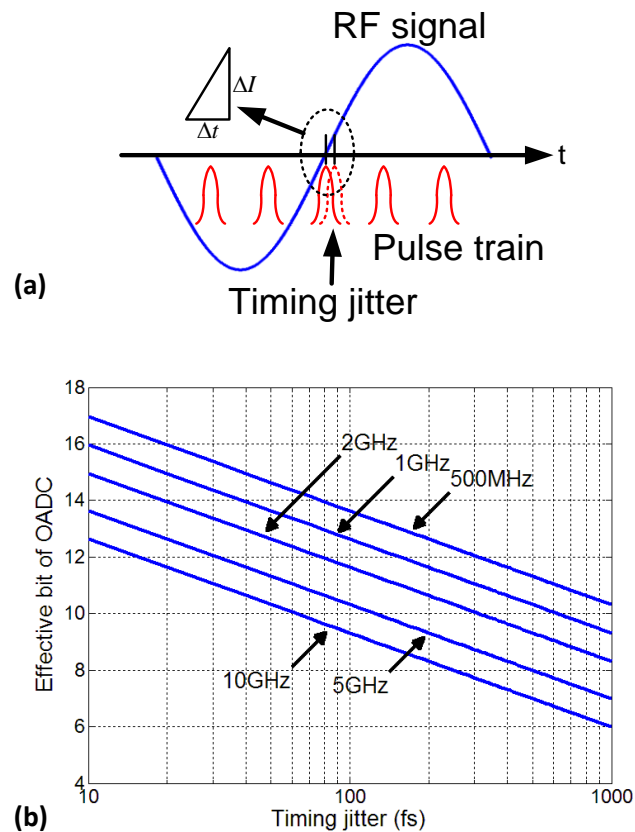 RF signal
ΔI
Δt
t
Pulse train
(a)
Timing jitter
18
16
14
12
10
8
6
4
Effective bit of OADC
2GHz
1GHz
500MHz
10GHz
5GHz
10
100
1000
Timing jitter (fs)
(b)